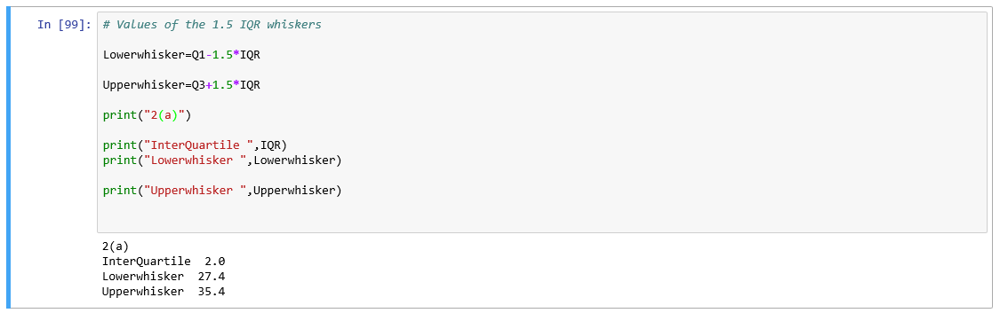 In [99]: # Values of the 1.5 IQR whiskers
Lowerwhisker=Q1-1.5*IQR
Upperwhisker=Q3+1.5*IQR
print("2(a)")
print("InterQuartile ",IQR)
print("Lowerwhisker ",Lowerwhisker)
print("Upperwhisker ",Upperwhisker)
2(a)
InterQuartile  2.0
Lowerwhisker  27.4
Upperwhisker  35.4